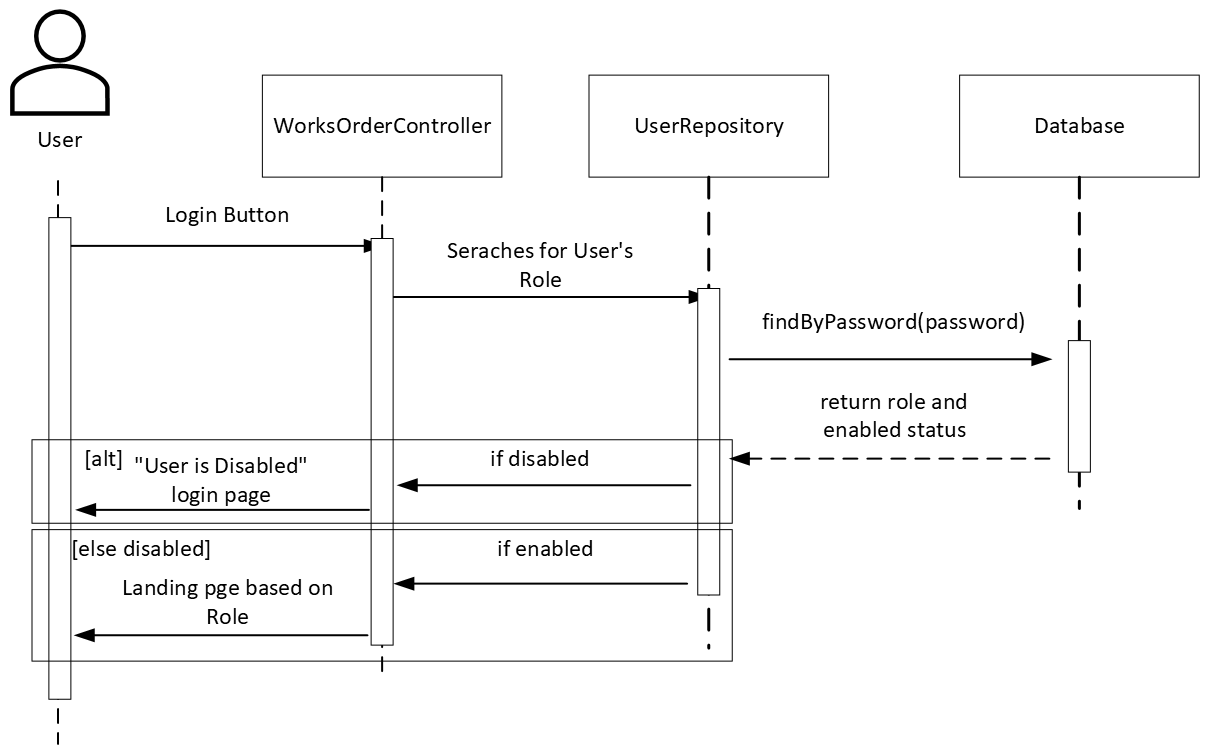 User
WorksOrderController
UserRepository
Database
Login Button
Seraches for User's
Role
findByPassword(password)
return role and
enabled status
[alt]
"User is Disabled"
login page
if disabled
[else disabled]
if enabled
Landing pge based on
Role